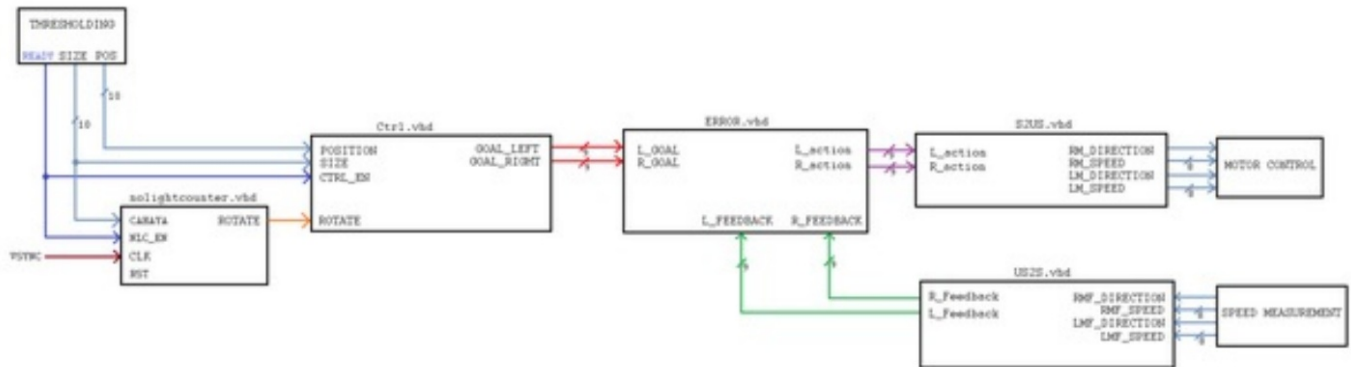 THRESHOLDING
READY SIZE POS
10
10
Ctrl.vhd
POSITION
SIZE
CTRL_EN
ROTATE
GOAL_LEFT
GOAL_RIGHT
nolightcounter.vhd
CAHAYA
NLC_EN
CLK
RST
ROTATE
VSYNC
ERROR.vhd
L_GOAL
R_GOAL
L_action
R_action
L_FEEDBACK R_FEEDBACK
S2US.vhd
L_action
R_action
RM_DIRECTION
RM_SPEED
LM_DIRECTION
LM_SPEED
MOTOR CONTROL
US2S.vhd
R_Feedback
L_Feedback
RMF_DIRECTION
RMF_SPEED
LMF_DIRECTION
LMF_SPEED
SPEED MEASUREMENT